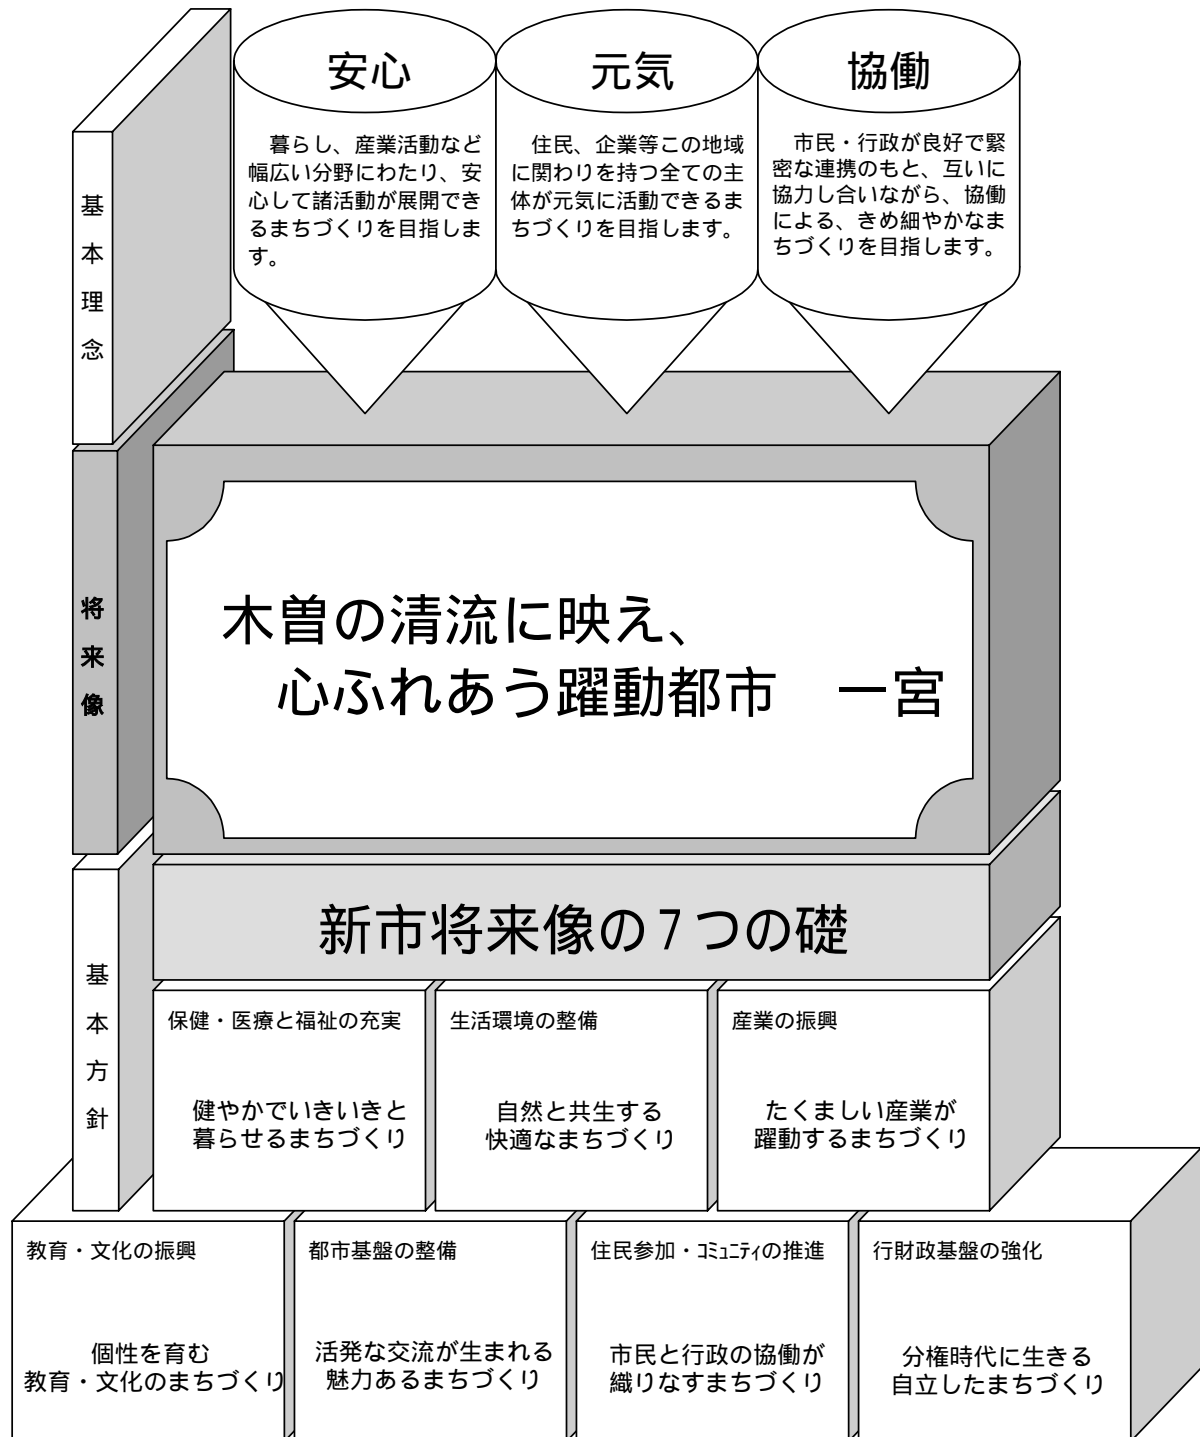 基本理念
安心
暮らし、産業活動など
幅広い分野にわたり、安
心して諸活動が展開でき
るまちづくりを目指しま
す。
元気
住民、企業等この地域
に関わりを持つ全ての主
体が元気に活動できるま
ちづくりを目指します。
協働
市民・行政が良好で緊
密な連携のもと、互いに
協力し合いながら、協働
による、きめ細やかなま
ちづくりを目指します。
将来像
木曽の清流に映え、
心ふれあう躍動都市　一宮
基本方針
新市将来像の7つの礎
保健・医療と福祉の充実
健やかでいきいきと
暮らせるまちづくり
生活環境の整備
自然と共生する
快適なまちづくり
産業の振興
たくましい産業が
躍動するまちづくり
教育・文化の振興
個性を育む
教育・文化のまちづくり
都市基盤の整備
活発な交流が生まれる
魅力あるまちづくり
住民参加・ｺﾐｭﾆﾃｨの推進
市民と行政の協働が
織りなすまちづくり
行財政基盤の強化
分権時代に生きる
自立したまちづくり